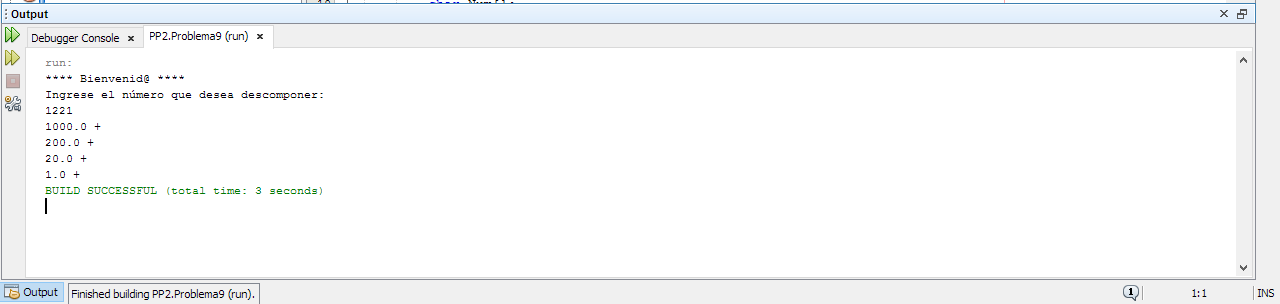 Output
Debugger Console
PP2.Problema9 (run)
run:
**** Bienvenid@ ****
Ingrese el número que desea descomponer:
1221
1000.0 +
200.0 +
20.0 +
1.0 +
BUILD SUCCESSFUL (total time: 3 seconds)
Output
Finished building PP2.Problema9 (run).
1
1:1
INS